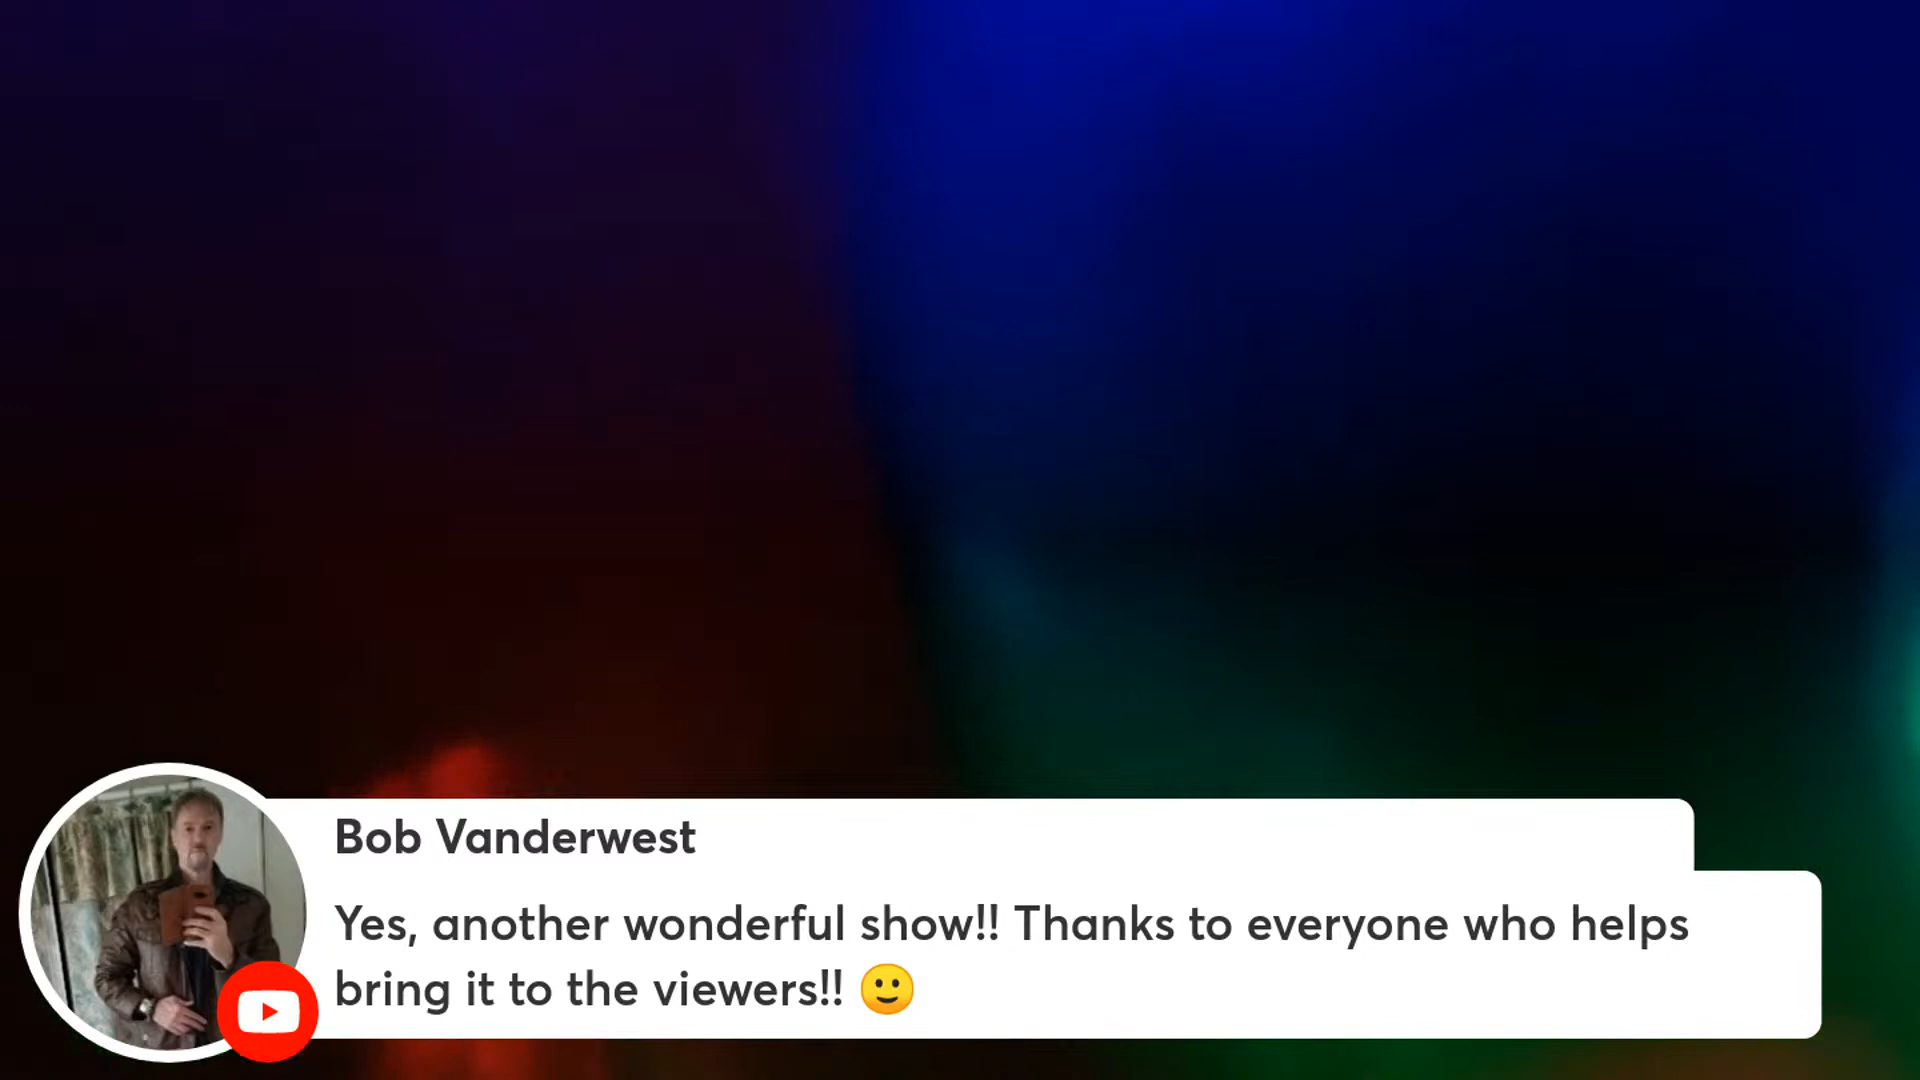 Bob Vanderwest
Yes, another wonderful show!! Thanks to everyone who helps
bring it to the viewers!! 🙂